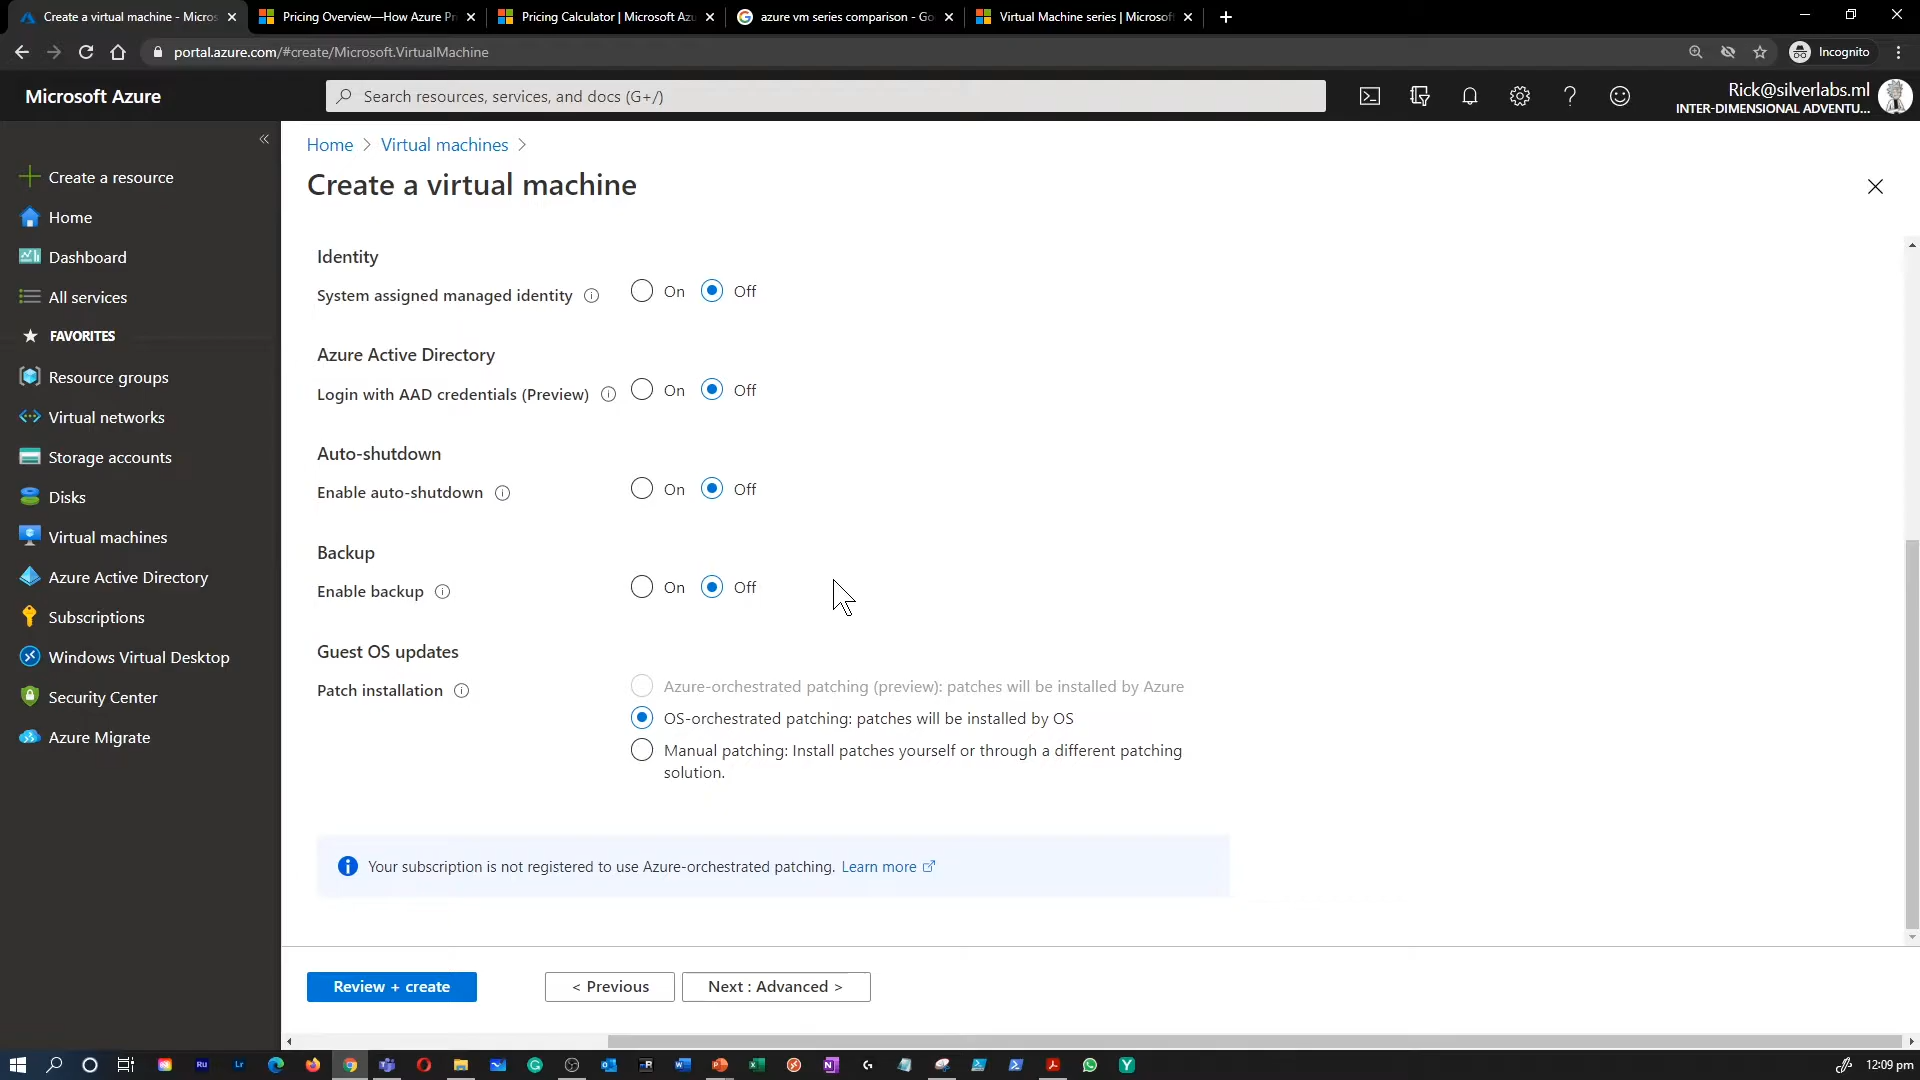 Create a virtual machine - Micros
Pricing Overview—How Azure Pr
Pricing Calculator | Microsoft Azu
azure vm series comparison - Go
Virtual Machine series | Microsoft
portal.azure.com/#create/Microsoft.VirtualMachine
Incognito
Microsoft Azure
Search resources, services, and docs (G+/)
Rick@silverlabs.ml
INTER-DIMENSIONAL ADVENTU...
Create a resource
Home
Dashboard
All services
FAVORITES
Resource groups
Virtual networks
Storage accounts
Disks
Virtual machines
Azure Active Directory
Subscriptions
Windows Virtual Desktop
Security Center
Azure Migrate
Home > Virtual machines >
Create a virtual machine
Identity
System assigned managed identity On Off
Azure Active Directory
Login with AAD credentials (Preview) On Off
Auto-shutdown
Enable auto-shutdown On Off
Backup
Enable backup On Off
Guest OS updates
Patch installation
Azure-orchestrated patching (preview): patches will be installed by Azure
OS-orchestrated patching: patches will be installed by OS
Manual patching: Install patches yourself or through a different patching
solution.
Your subscription is not registered to use Azure-orchestrated patching. Learn more
Review + create
< Previous
Next : Advanced >
12:09 pm